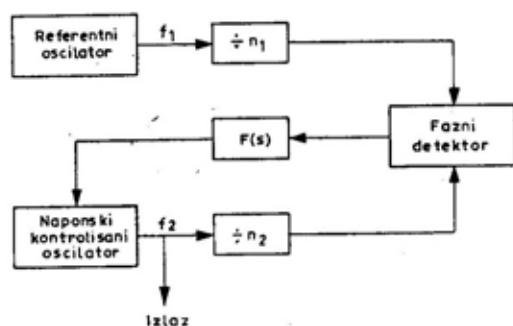 Referentni
oscilator
f₁
÷ n₁
Fazni
detektor
F(s)
Naponski
kontrolisani
oscilator
f₂
÷ n₂
Izlaz